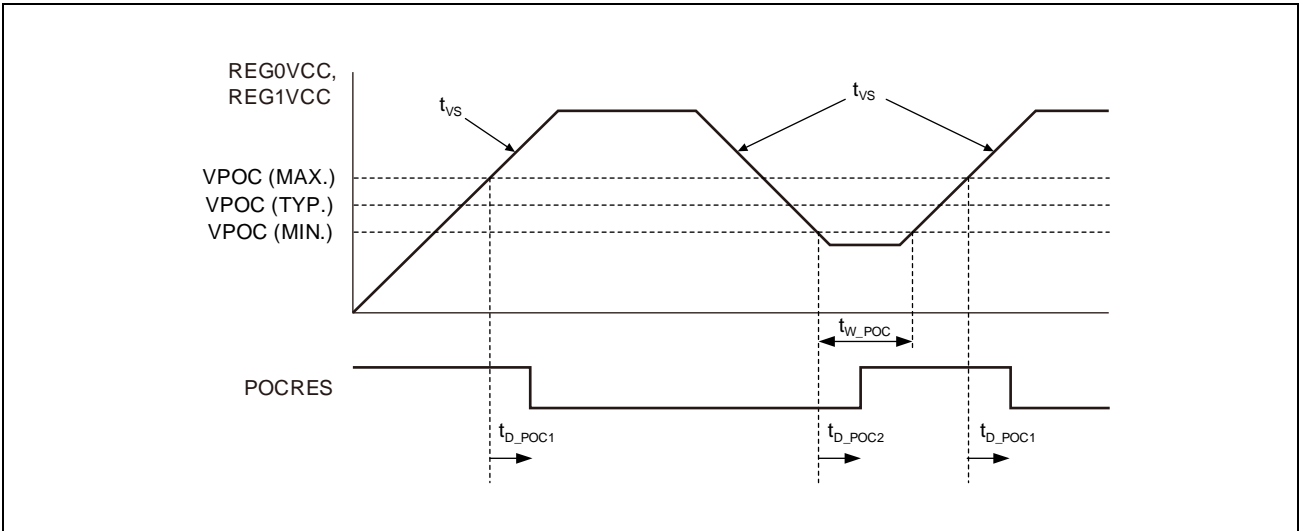 REG0VCC,
REG1VCC
tVS
tVS
VPOC (MAX.)
VPOC (TYP.)
VPOC (MIN.)
tW_POC
POCRES
tD_POC1
tD_POC2
tD_POC1